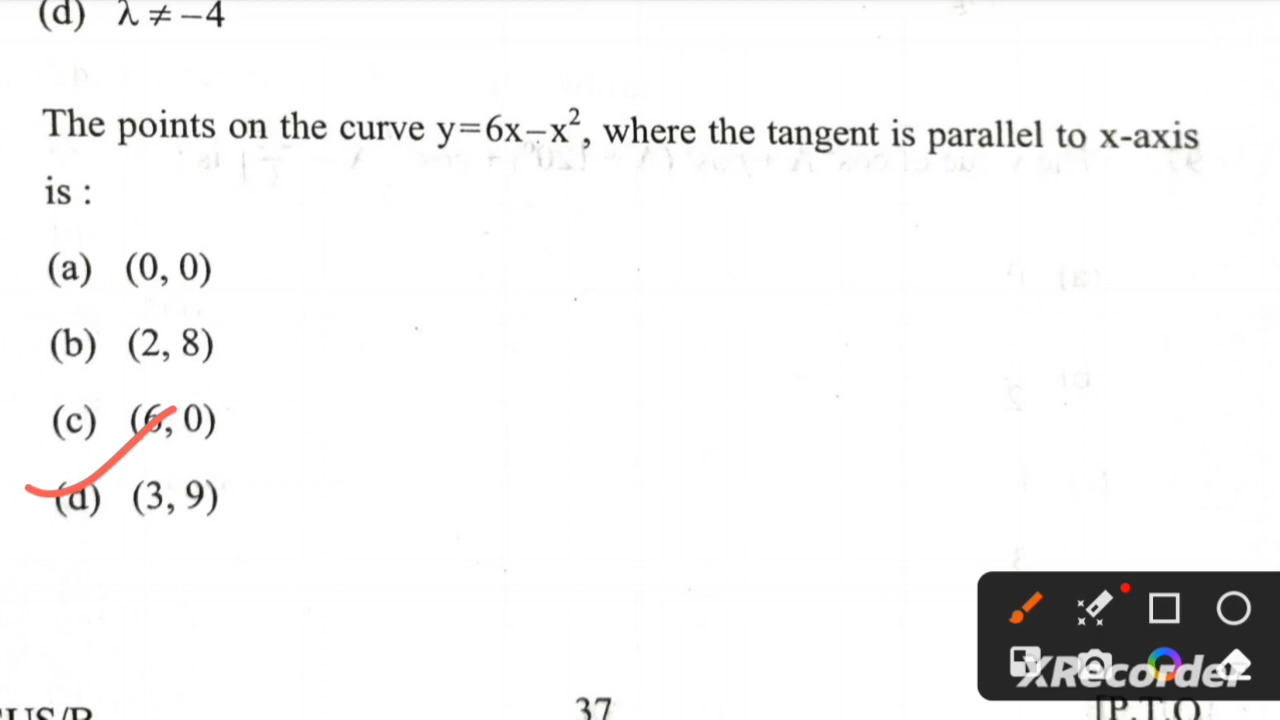 (d) λ ≠ −4
The points on the curve y=6x−x², where the tangent is parallel to x-axis
is :
(a) (0, 0)
(b) (2, 8)
(c) (6, 0)
(d) (3, 9)
XRecorder
37
[P.T.O